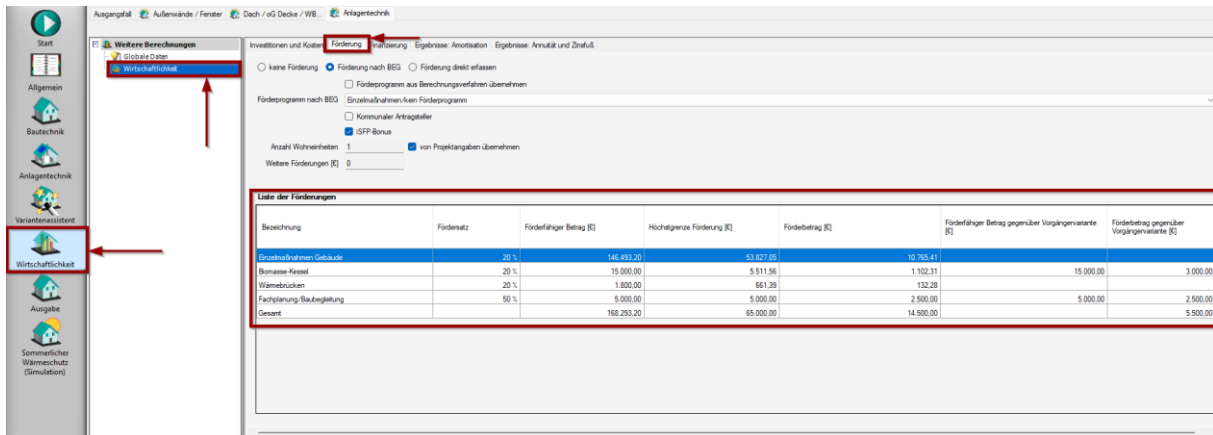 Ausgangsfall Außenwände / Fenster Dach / oG Decke / WB... Anlagentechnik
Start
Allgemein
Bautechnik
Anlagentechnik
Variantenassistent
Wirtschaftlichkeit
Ausgabe
Sommerlicher
Wärmeschutz
(Simulation)
Weitere Berechnungen
Globale Daten
Wirtschaftlichkeit
Investitionen und Kosten Förderung Finanzierung Ergebnisse: Amortisation Ergebnisse: Annuität und Zinsfuß
keine Förderung Förderung nach BEG Förderung direkt erfassen
Förderprogramm aus Berechnungsverfahren übernehmen
Förderprogramm nach BEG Einzelmaßnahmen/kein Förderprogramm
Kommunaler Antragsteller
iSFP-Bonus
Anzahl Wohneinheiten 1 von Projektangaben übernehmen
Weitere Förderungen [€] 0
Liste der Förderungen
Bezeichnung Fördersatz Förderfähiger Betrag [€] Höchstgrenze Förderung [€] Förderbetrag [€] Förderfähiger Betrag gegenüber Vorgängervariante [€] Förderbetrag gegenüber Vorgängervariante [€]
Einzelmaßnahmen Gebäude 20 % 146.493,20 53.827,05 10.765,41
Biomasse-Kessel 20 % 15.000,00 5.511,56 1.102,31 15.000,00 3.000,00
Wärmebrücken 20 % 1.800,00 661,39 132,28
Fachplanung/Baubegleitung 50 % 5.000,00 5.000,00 2.500,00 5.000,00 2.500,00
Gesamt 168.293,20 65.000,00 14.500,00 5.500,00